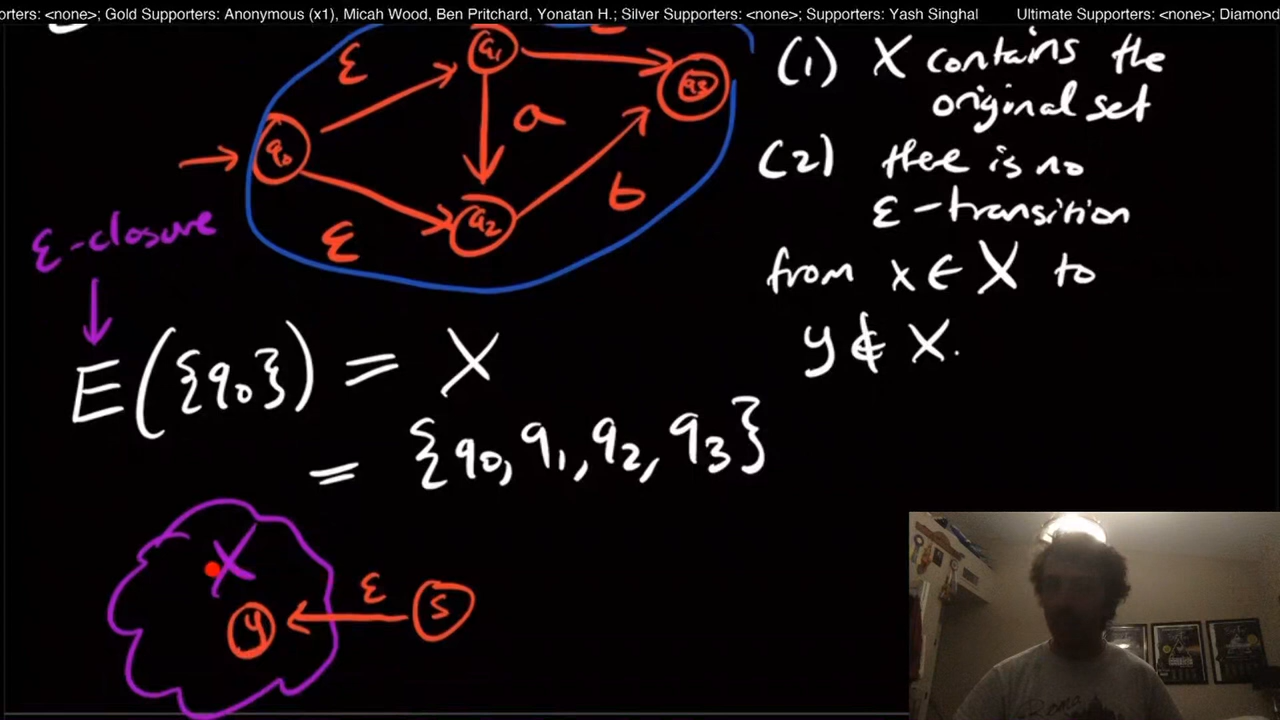 orters: <none>; Gold Supporters: Anonymous (x1), Micah Wood, Ben Pritchard, Yonatan H.; Silver Supporters: <none>; Supporters: Yash Singhal Ultimate Supporters: <none>; Diamond
(1) X contains the
original set
(2) there is no
ε-transition
from x ∈ X to
y ∉ X.
ε
q1
q0
a
q3
b
q2
ε
ε-closure
E({q0}) = X
= {q0, q1, q2, q3}
X
y
ε
S